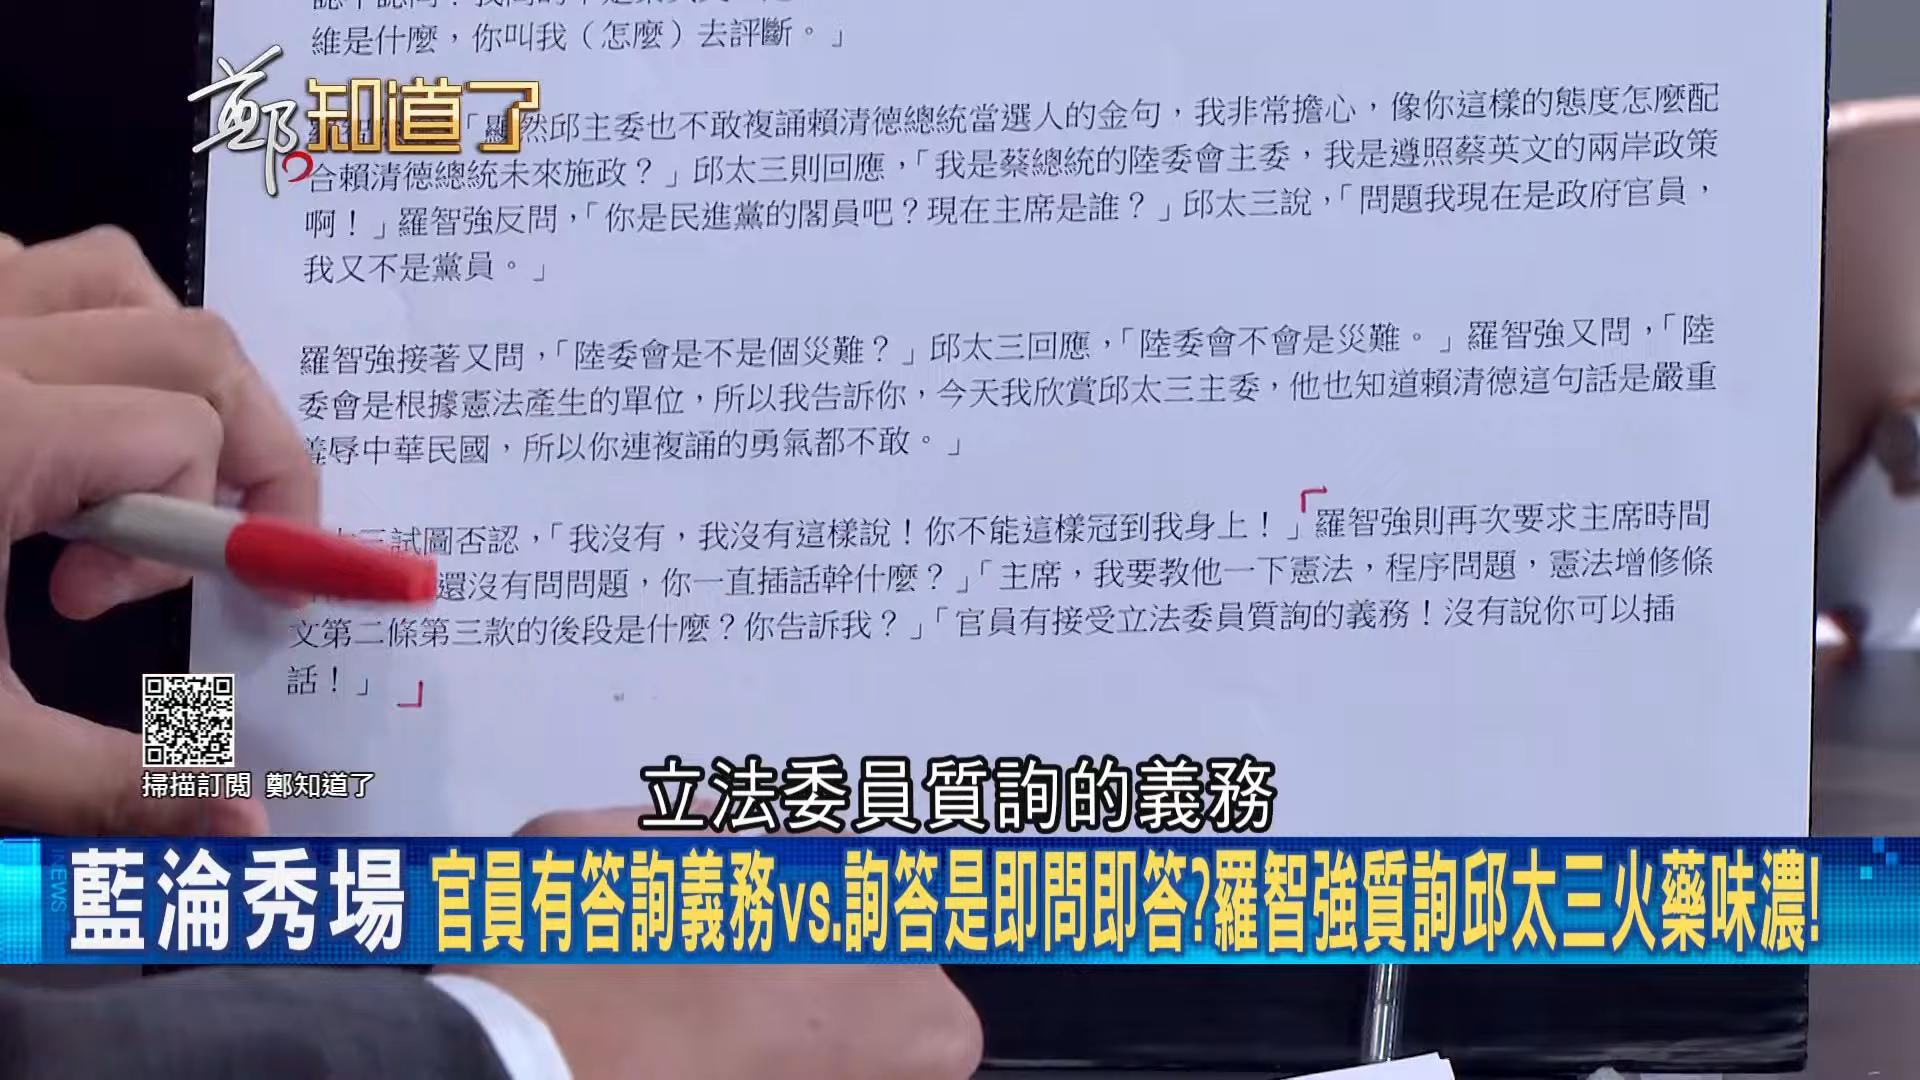 維是什麼，你叫我（怎麼）去評斷。」
鄭知道了
「顯然邱主委也不敢複誦賴清德總統當選人的金句，我非常擔心，像你這樣的態度怎麼配
合賴清德總統未來施政？」邱太三則回應，「我是蔡總統的陸委會主委，我是遵照蔡英文的兩岸政策
啊！」羅智強反問，「你是民進黨的閣員吧？現在主席是誰？」邱太三說，「問題我現在是政府官員，
我又不是黨員。」
羅智強接著又問，「陸委會是不是個災難？」邱太三回應，「陸委會不會是災難。」羅智強又問，「陸
委會是根據憲法產生的單位，所以我告訴你，今天我欣賞邱太三主委，他也知道賴清德這句話是嚴重
羞辱中華民國，所以你連複誦的勇氣都不敢。」
三試圖否認，「我沒有，我沒有這樣說！你不能這樣冠到我身上！」羅智強則再次要求主席時間
還沒有問問題，你一直插話幹什麼？」「主席，我要教他一下憲法，程序問題，憲法增修條
文第二條第三款的後段是什麼？你告訴我？」「官員有接受立法委員質詢的義務！沒有說你可以插
話！」
掃描訂閱 鄭知道了
立法委員質詢的義務
NEWS
藍淪秀場 官員有答詢義務vs.詢答是即問即答?羅智強質詢邱太三火藥味濃!